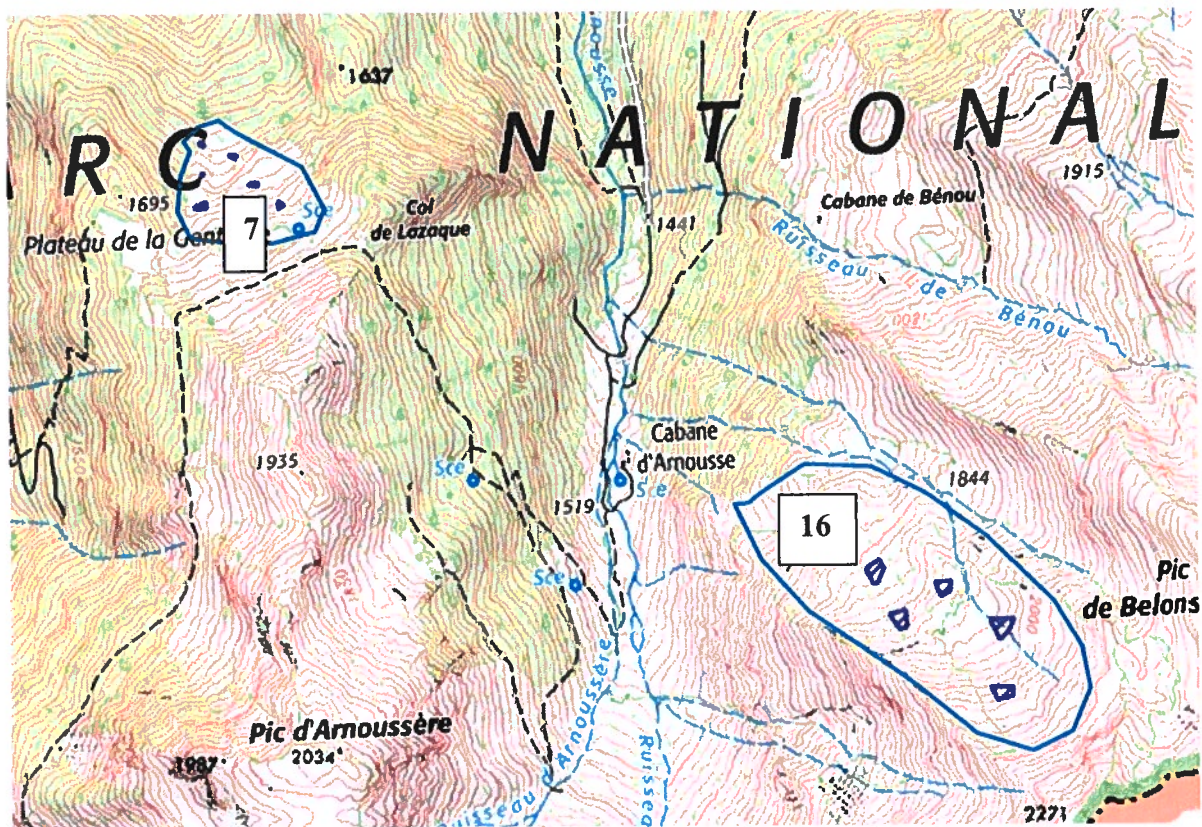 1637
RC NATIONAL
1695
Sce
Col
de Lazaque
Plateau de la Gent
7
1441
Cabane de Bénou
1915
Ruisseau
de
Bénou
1935
Sce
Cabane
d'Arnousse
Sce
1519
1844
16
Sce
2000
Pic
de Belons
Arnoussère
Pic d'Arnoussère
2034
1987
Ruisseau
2271